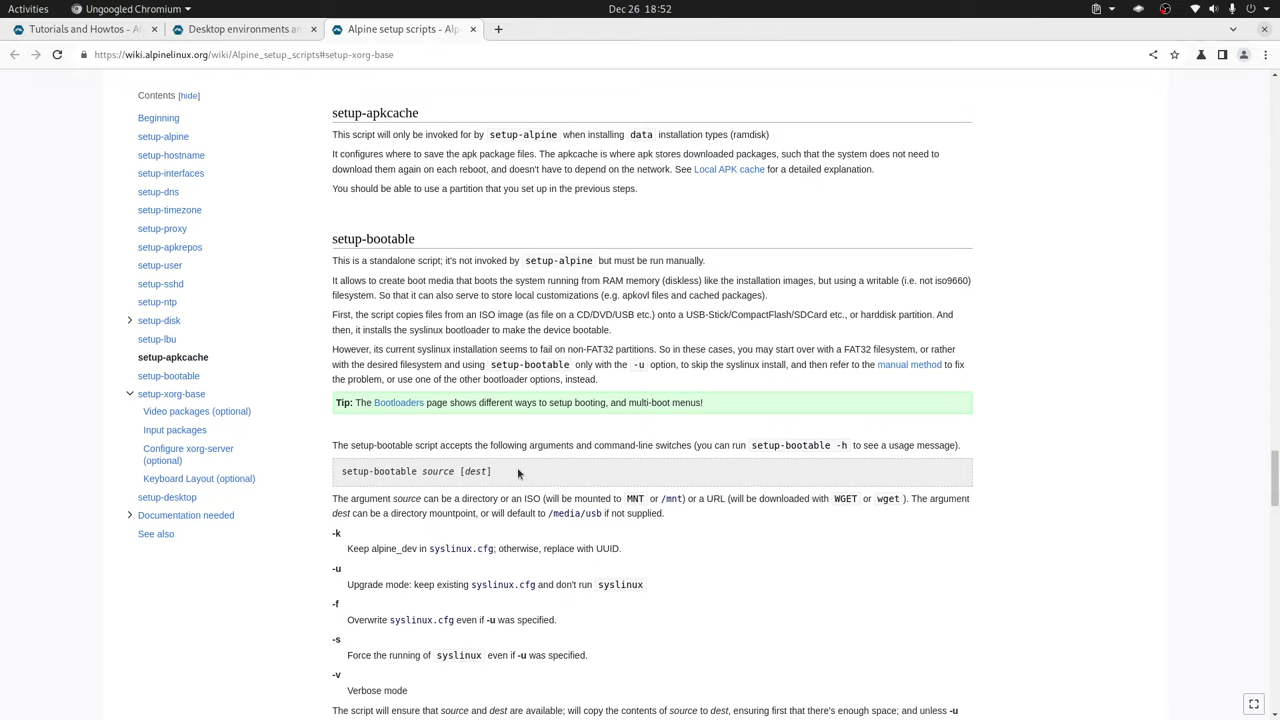 Activities
Ungoogled Chromium
Dec 26 18:52
Tutorials and Howtos - Al
Desktop environments an
Alpine setup scripts - Alp
https://wiki.alpinelinux.org/wiki/Alpine_setup_scripts#setup-xorg-base
Contents [hide]
Beginning
setup-alpine
setup-hostname
setup-interfaces
setup-dns
setup-timezone
setup-proxy
setup-apkrepos
setup-user
setup-sshd
setup-ntp
setup-disk
setup-lbu
setup-apkcache
setup-bootable
setup-xorg-base
Video packages (optional)
Input packages
Configure xorg-server
(optional)
Keyboard Layout (optional)
setup-desktop
Documentation needed
See also
setup-apkcache
This script will only be invoked for by setup-alpine when installing data installation types (ramdisk)
It configures where to save the apk package files. The apkcache is where apk stores downloaded packages, such that the system does not need to
download them again on each reboot, and doesn't have to depend on the network. See Local APK cache for a detailed explanation.
You should be able to use a partition that you set up in the previous steps.
setup-bootable
This is a standalone script; it's not invoked by setup-alpine but must be run manually.
It allows to create boot media that boots the system running from RAM memory (diskless) like the installation images, but using a writable (i.e. not iso9660)
filesystem. So that it can also serve to store local customizations (e.g. apkovl files and cached packages).
First, the script copies files from an ISO image (as file on a CD/DVD/USB etc.) onto a USB-Stick/CompactFlash/SDCard etc., or harddisk partition. And
then, it installs the syslinux bootloader to make the device bootable.
However, its current syslinux installation seems to fail on non-FAT32 partitions. So in these cases, you may start over with a FAT32 filesystem, or rather
with the desired filesystem and using setup-bootable only with the -u option, to skip the syslinux install, and then refer to the manual method to fix
the problem, or use one of the other bootloader options, instead.
Tip: The Bootloaders page shows different ways to setup booting, and multi-boot menus!
The setup-bootable script accepts the following arguments and command-line switches (you can run setup-bootable -h to see a usage message).
setup-bootable source [dest]
The argument source can be a directory or an ISO (will be mounted to MNT or /mnt) or a URL (will be downloaded with WGET or wget ). The argument
dest can be a directory mountpoint, or will default to /media/usb if not supplied.
-k
Keep alpine_dev in syslinux.cfg; otherwise, replace with UUID.
-u
Upgrade mode: keep existing syslinux.cfg and don't run syslinux
-f
Overwrite syslinux.cfg even if -u was specified.
-s
Force the running of syslinux even if -u was specified.
-v
Verbose mode
The script will ensure that source and dest are available; will copy the contents of source to dest, ensuring first that there's enough space; and unless -u